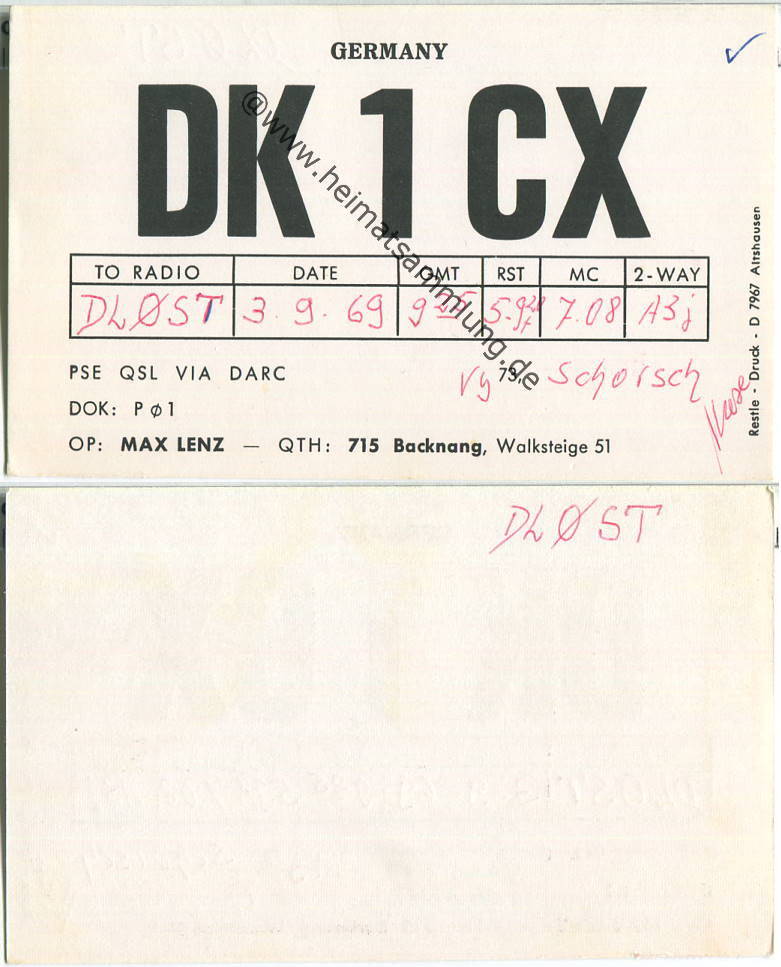 GERMANY
DK 1 CX
@www.heimatsammlung.de
TO RADIO DATE GMT RST MC 2-WAY
DLØST 3. 9. 69 7.08 A3j
PSE QSL VIA DARC
vy 73, Schorsch
DOK: PØ1
OP: MAX LENZ — QTH: 715 Backnang, Walksteige 51
Restle - Druck - D 7967 Altshausen
DLØST